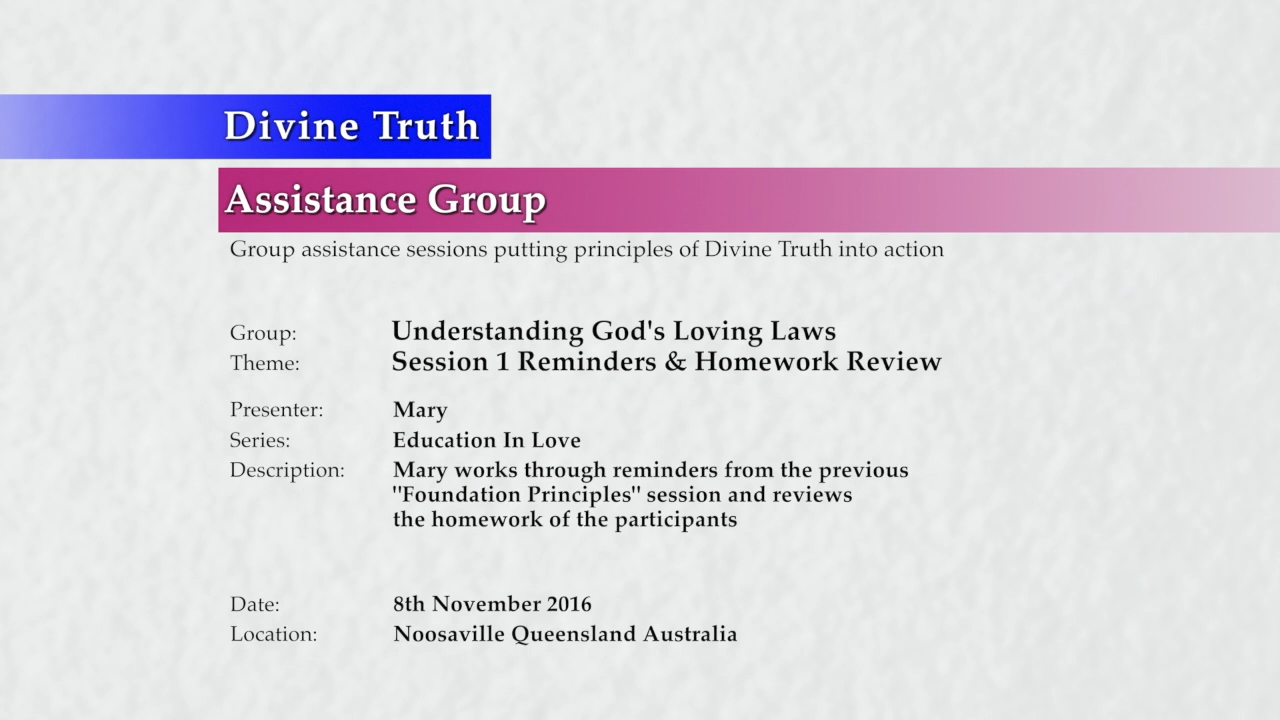 Divine Truth
Assistance Group
Group assistance sessions putting principles of Divine Truth into action
Group: Understanding God's Loving Laws
Theme: Session 1 Reminders & Homework Review
Presenter: Mary
Series: Education In Love
Description: Mary works through reminders from the previous
"Foundation Principles" session and reviews
the homework of the participants
Date: 8th November 2016
Location: Noosaville Queensland Australia